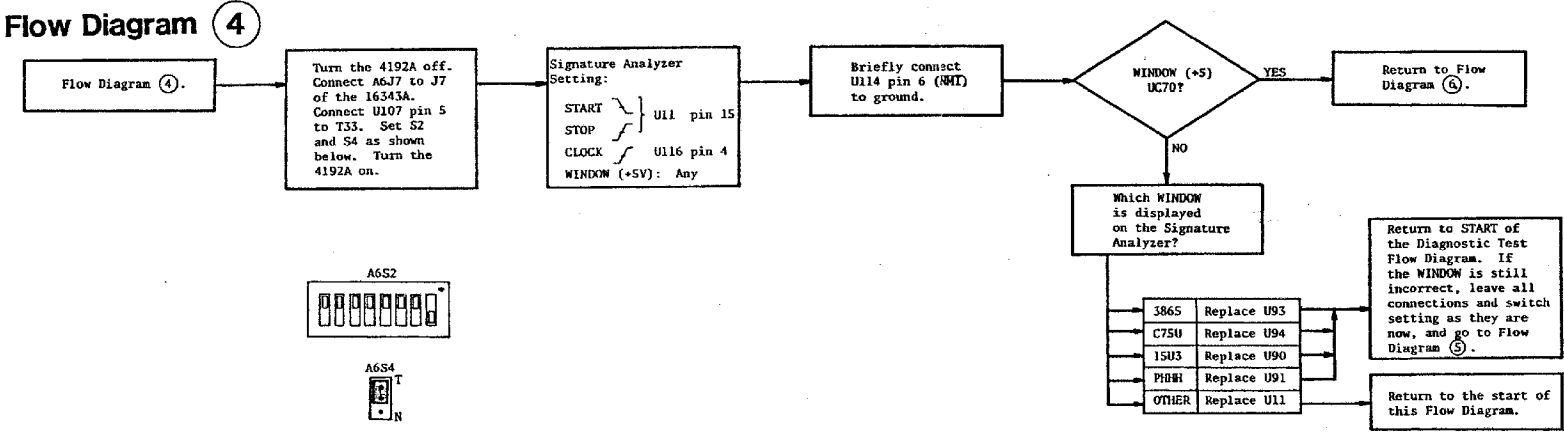 Flow Diagram 4
Flow Diagram ④.
Turn the 4192A off.
Connect A6J7 to J7
of the 16343A.
Connect U107 pin 5
to T33. Set S2
and S4 as shown
below. Turn the
4192A on.
Signature Analyzer
Setting:
START
STOP
U11 pin 15
CLOCK U116 pin 4
WINDOW (+5V): Any
Briefly connect
U114 pin 6 (NMI)
to ground.
WINDOW (+5)
UC70?
YES
Return to Flow
Diagram ⑥.
NO
Which WINDOW
is displayed
on the Signature
Analyzer?
3865 Replace U93
C75U Replace U94
15U3 Replace U90
PHHH Replace U91
OTHER Replace U11
Return to START of
the Diagnostic Test
Flow Diagram. If
the WINDOW is still
incorrect, leave all
connections and switch
setting as they are
now, and go to Flow
Diagram ⑤.
Return to the start of
this Flow Diagram.
A6S2
A6S4
T
N